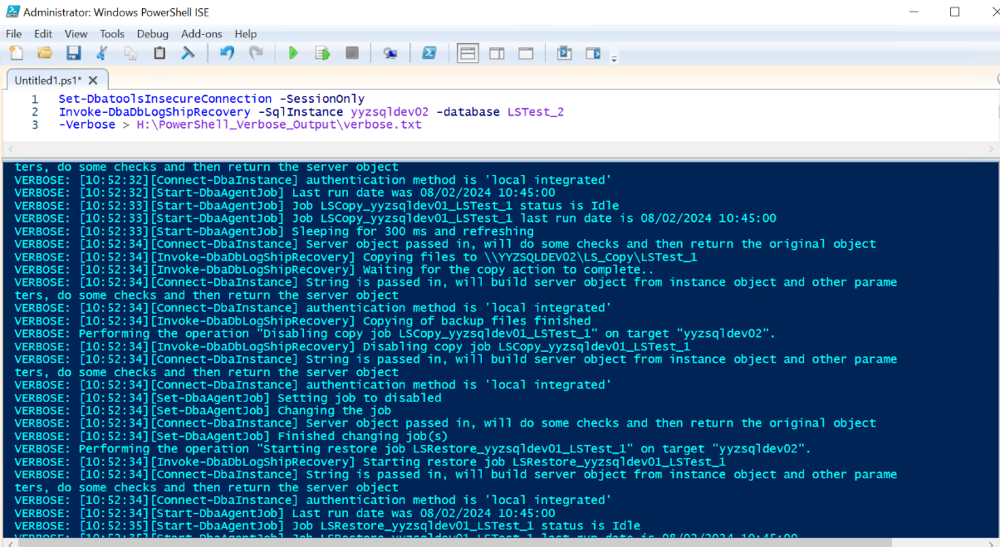 Administrator: Windows PowerShell ISE
File Edit View Tools Debug Add-ons Help
Untitled1.ps1*
1 Set-DbatoolsInsecureConnection -SessionOnly
2 Invoke-DbaDbLogShipRecovery -SqlInstance yyzsqldev02 -database LSTest_2
3 -Verbose > H:\PowerShell_Verbose_Output\verbose.txt
ters, do some checks and then return the server object
VERBOSE: [10:52:32][Connect-DbaInstance] authentication method is 'local integrated'
VERBOSE: [10:52:32][Start-DbaAgentJob] Last run date was 08/02/2024 10:45:00
VERBOSE: [10:52:33][Start-DbaAgentJob] Job LSCopy_yyzsqldev01_LSTest_1 status is Idle
VERBOSE: [10:52:33][Start-DbaAgentJob] Job LSCopy_yyzsqldev01_LSTest_1 last run date is 08/02/2024 10:45:00
VERBOSE: [10:52:33][Start-DbaAgentJob] Sleeping for 300 ms and refreshing
VERBOSE: [10:52:34][Connect-DbaInstance] Server object passed in, will do some checks and then return the original object
VERBOSE: [10:52:34][Invoke-DbaDbLogShipRecovery] Copying files to \\YYZSQLDEV02\LS_Copy\LSTest_1
VERBOSE: [10:52:34][Invoke-DbaDbLogShipRecovery] Waiting for the copy action to complete..
VERBOSE: [10:52:34][Connect-DbaInstance] String is passed in, will build server object from instance object and other parame
ters, do some checks and then return the server object
VERBOSE: [10:52:34][Connect-DbaInstance] authentication method is 'local integrated'
VERBOSE: [10:52:34][Invoke-DbaDbLogShipRecovery] Copying of backup files finished
VERBOSE: Performing the operation "Disabling copy job LSCopy_yyzsqldev01_LSTest_1" on target "yyzsqldev02".
VERBOSE: [10:52:34][Invoke-DbaDbLogShipRecovery] Disabling copy job LSCopy_yyzsqldev01_LSTest_1
VERBOSE: [10:52:34][Connect-DbaInstance] String is passed in, will build server object from instance object and other parame
ters, do some checks and then return the server object
VERBOSE: [10:52:34][Connect-DbaInstance] authentication method is 'local integrated'
VERBOSE: [10:52:34][Set-DbaAgentJob] Setting job to disabled
VERBOSE: [10:52:34][Set-DbaAgentJob] Changing the job
VERBOSE: [10:52:34][Connect-DbaInstance] Server object passed in, will do some checks and then return the original object
VERBOSE: [10:52:34][Set-DbaAgentJob] Finished changing job(s)
VERBOSE: Performing the operation "Starting restore job LSRestore_yyzsqldev01_LSTest_1" on target "yyzsqldev02".
VERBOSE: [10:52:34][Invoke-DbaDbLogShipRecovery] Starting restore job LSRestore_yyzsqldev01_LSTest_1
VERBOSE: [10:52:34][Connect-DbaInstance] String is passed in, will build server object from instance object and other parame
ters, do some checks and then return the server object
VERBOSE: [10:52:34][Connect-DbaInstance] authentication method is 'local integrated'
VERBOSE: [10:52:34][Start-DbaAgentJob] Last run date was 08/02/2024 10:45:00
VERBOSE: [10:52:35][Start-DbaAgentJob] Job LSRestore_yyzsqldev01_LSTest_1 status is Idle
VERBOSE: [10:52:35][Start-DbaAgentJob] Job LSRestore_yyzsqldev01_LSTest_1 last run date is 08/02/2024 10:45:00